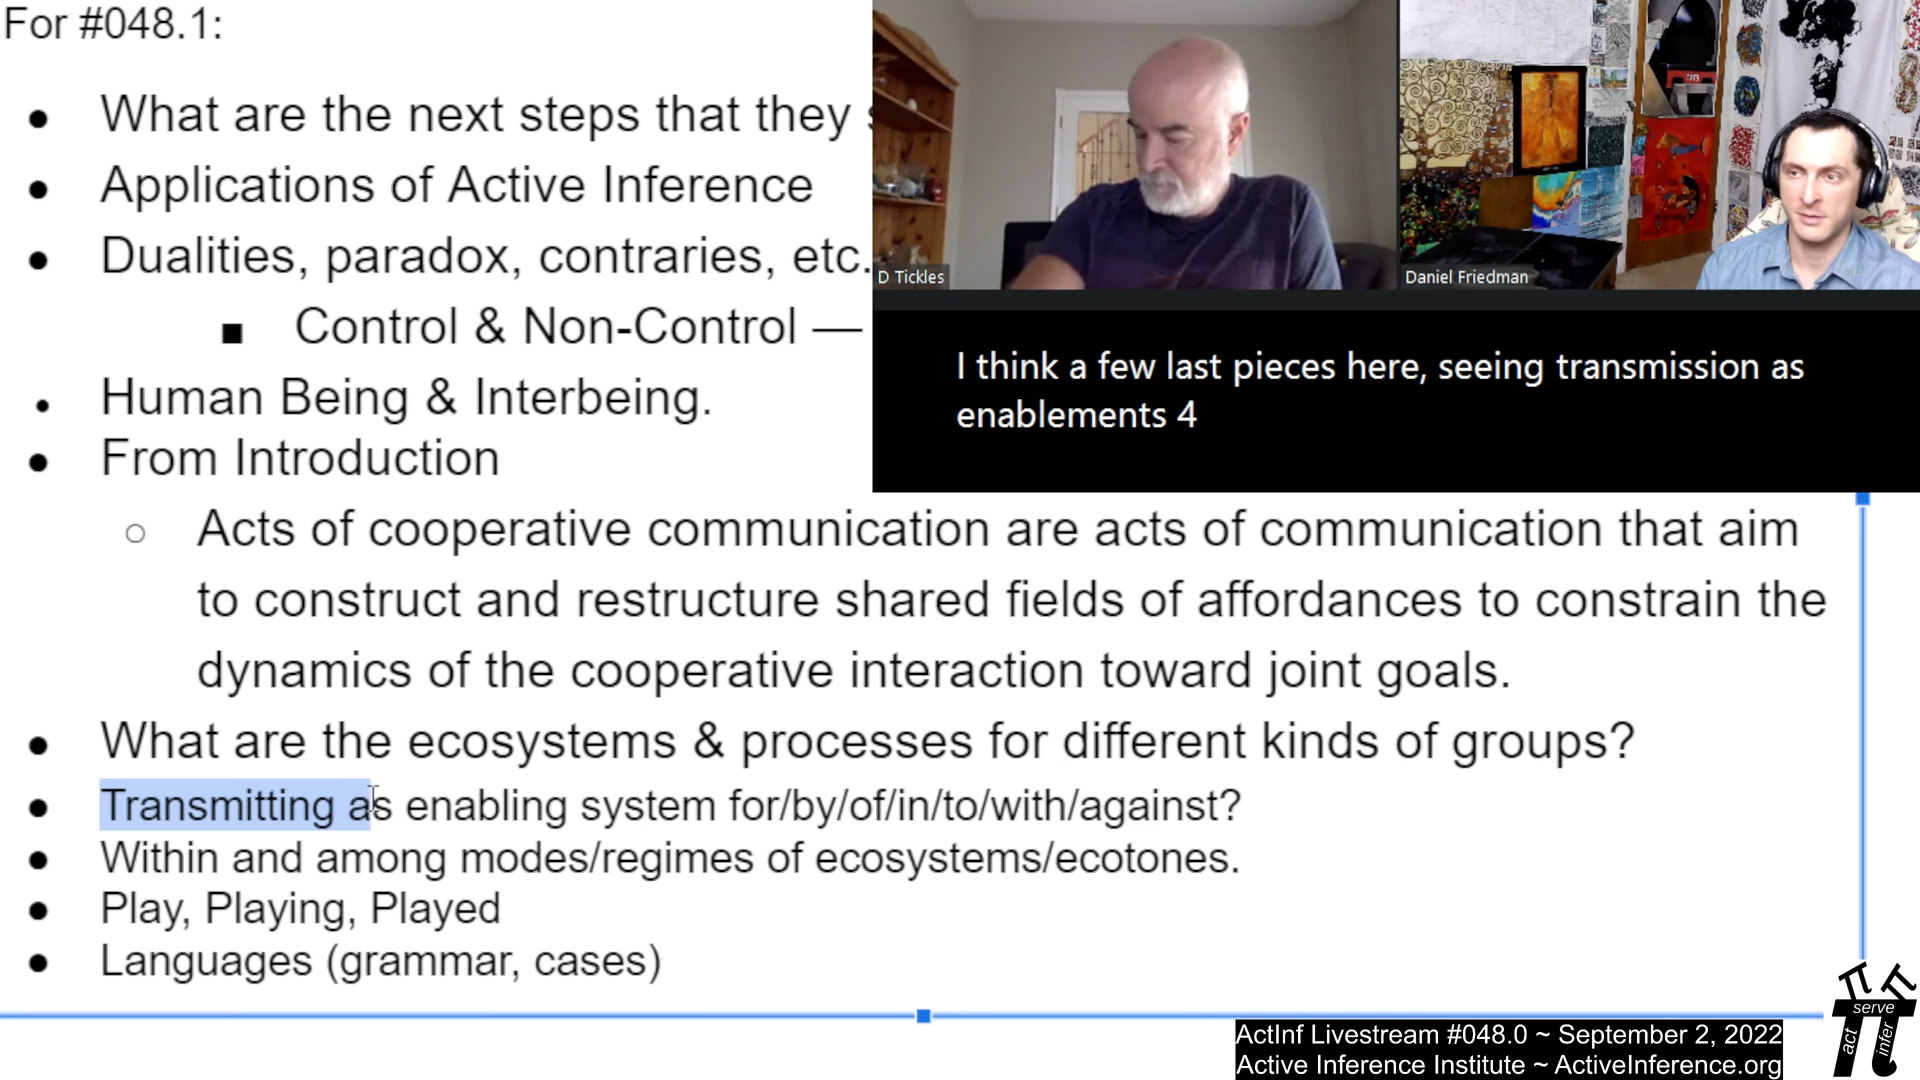 For #048.1:
What are the next steps that they
Applications of Active Inference
Dualities, paradox, contraries, etc.
Control & Non-Control —
Human Being & Interbeing.
From Introduction
Acts of cooperative communication are acts of communication that aim
to construct and restructure shared fields of affordances to constrain the
dynamics of the cooperative interaction toward joint goals.
What are the ecosystems & processes for different kinds of groups?
Transmitting as enabling system for/by/of/in/to/with/against?
Within and among modes/regimes of ecosystems/ecotones.
Play, Playing, Played
Languages (grammar, cases)
D Tickles
Daniel Friedman
I think a few last pieces here, seeing transmission as
enablements 4
ActInf Livestream #048.0 ~ September 2, 2022
Active Inference Institute ~ ActiveInference.org
serve
act
infer